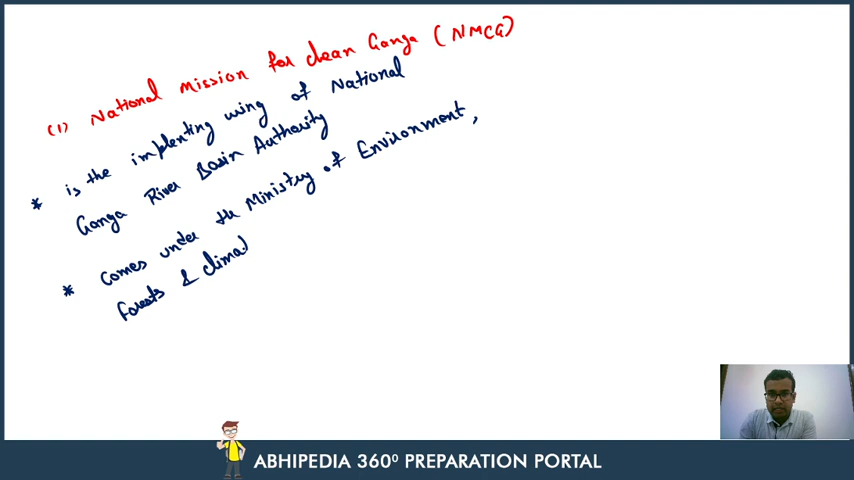 (1) National mission for clean Ganga (NMCG)
* is the implenting wing of National
Ganga River Basin Authority
* Comes under the Ministry of Environment,
Forests & climat
ABHIPEDIA 360⁰ PREPARATION PORTAL